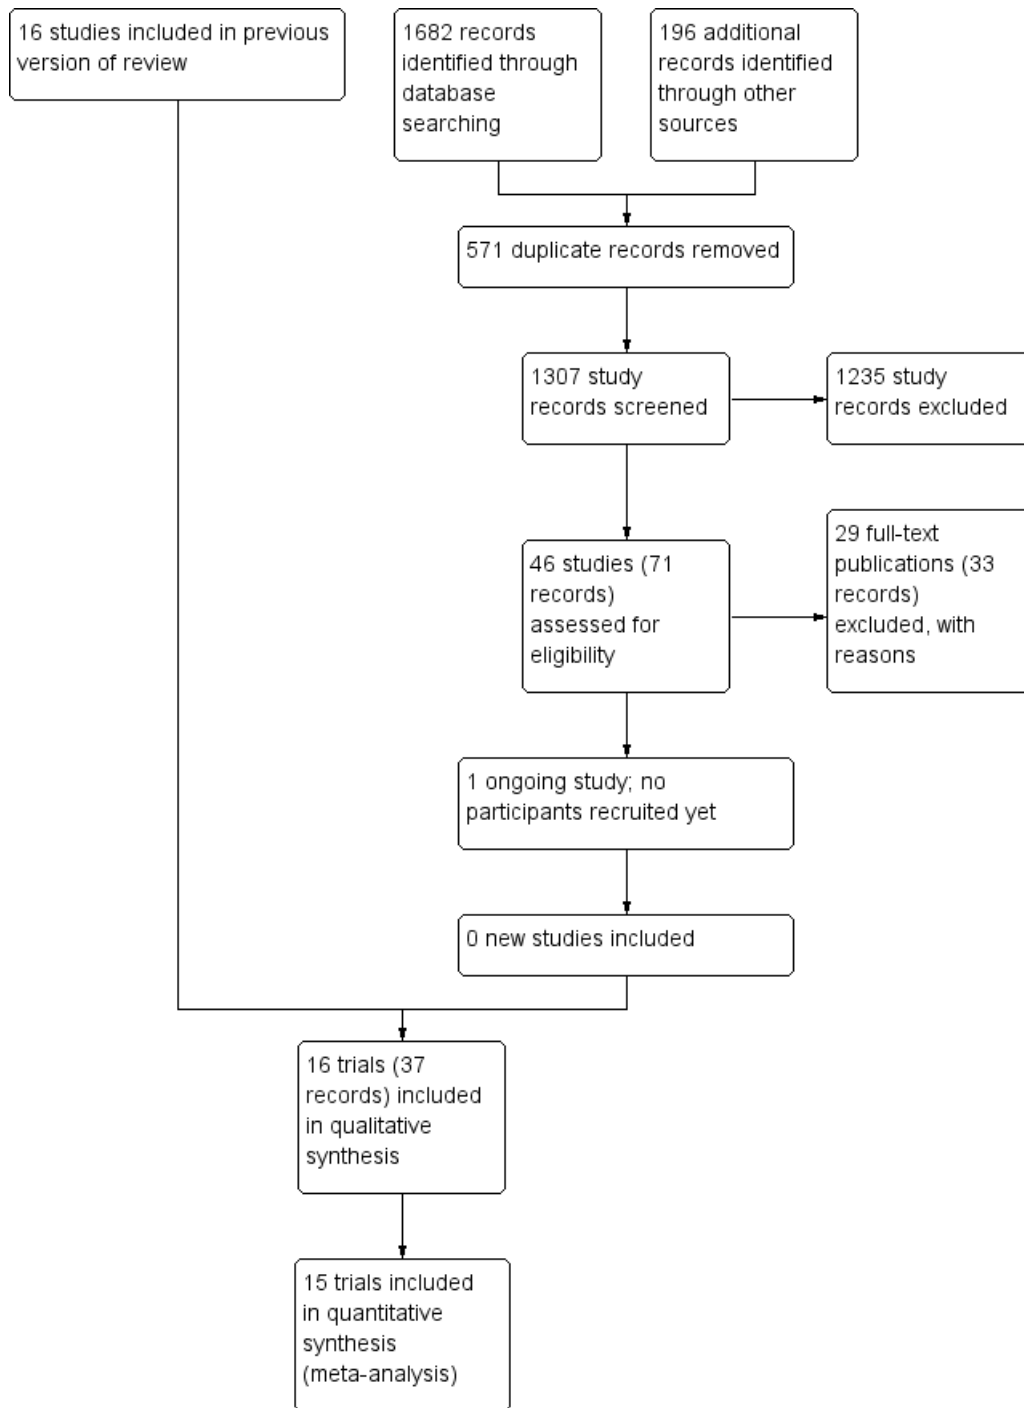 16 studies included in previous
version of review
1682 records
identified through
database
searching
196 additional
records identified
through other
sources
571 duplicate records removed
1307 study
records screened
1235 study
records excluded
46 studies (71
records)
assessed for
eligibility
29 full-text
publications (33
records)
excluded, with
reasons
1 ongoing study; no
participants recruited yet
0 new studies included
16 trials (37
records) included
in qualitative
synthesis
15 trials included
in quantitative
synthesis
(meta-analysis)